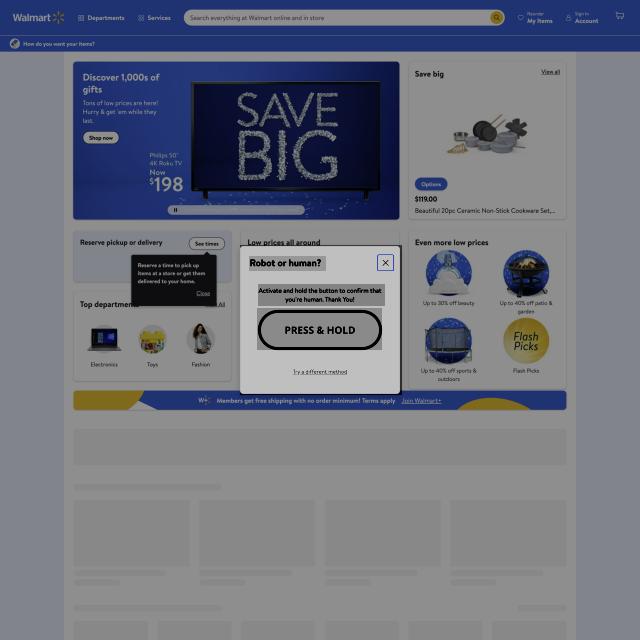 Walmart
Departments
Services
Search everything at Walmart online and in store
Reorder
My Items
Sign In
Account
How do you want your items?
Discover 1,000s of
gifts
Tons of low prices are here!
Hurry & get 'em while they
last.
Shop now
Philips 50"
4K Roku TV
Now
$198
SAVE
BIG
Save big
View all
Options
$119.00
Beautiful 20pc Ceramic Non-Stick Cookware Set,...
Reserve pickup or delivery
See times
Reserve a time to pick up
items at a store or get them
delivered to your home.
Close
Low prices all around
Robot or human?
Activate and hold the button to confirm that
you're human. Thank You!
PRESS & HOLD
Try a different method
Even more low prices
Up to 30% off beauty
Up to 40% off patio &
garden
Up to 40% off sports &
outdoors
Flash
Picks
Flash Picks
Top departments
All
Electronics
Toys
Fashion
W+
Members get free shipping with no order minimum! Terms apply
Join Walmart+